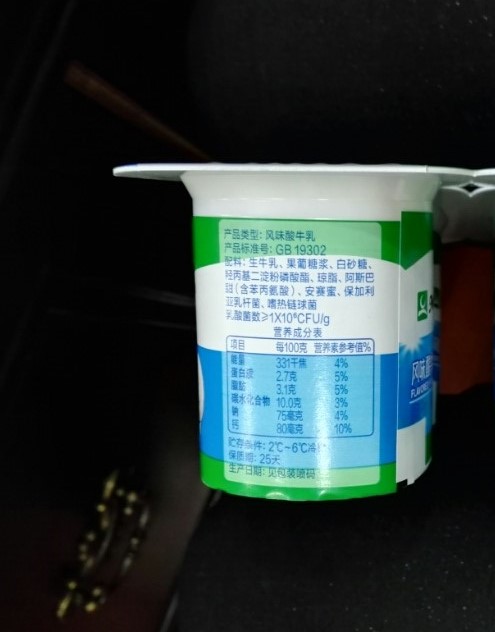 产品类型: 风味酸牛乳
产品标准号: GB 19302
配料: 生牛乳、果葡糖浆、白砂糖、
羟丙基二淀粉磷酸酯、琼脂、阿斯巴
甜(含苯丙氨酸)、安赛蜜、保加利
亚乳杆菌、嗜热链球菌
乳酸菌数≥1X10⁶CFU/g
营养成分表
项目 每100克 营养素参考值%
能量 331千焦 4%
蛋白质 2.7克 5%
脂肪 3.1克 5%
碳水化合物 10.0克 3%
钠 75毫克 4%
钙 80毫克 10%
贮存条件: 2℃~6℃冷
保质期: 25天
生产日期: 见包装喷码
风味
FLAVORED